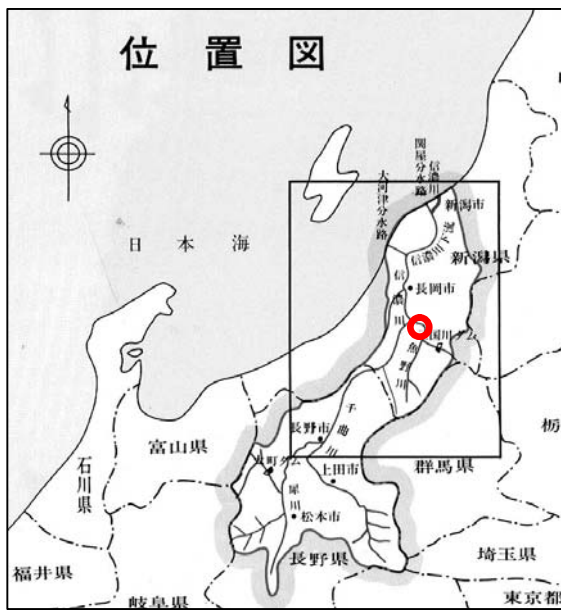 位置図
関屋分水路
信濃川
大河津分水路
新潟市
日本海
信濃川下流
新潟県
信濃川
長岡市
魚野川
千曲川
長野市
富山県
群馬県
石川県
上田市
犀川
松本市
長野県
埼玉県
福井県
岐阜県
東京都
栃